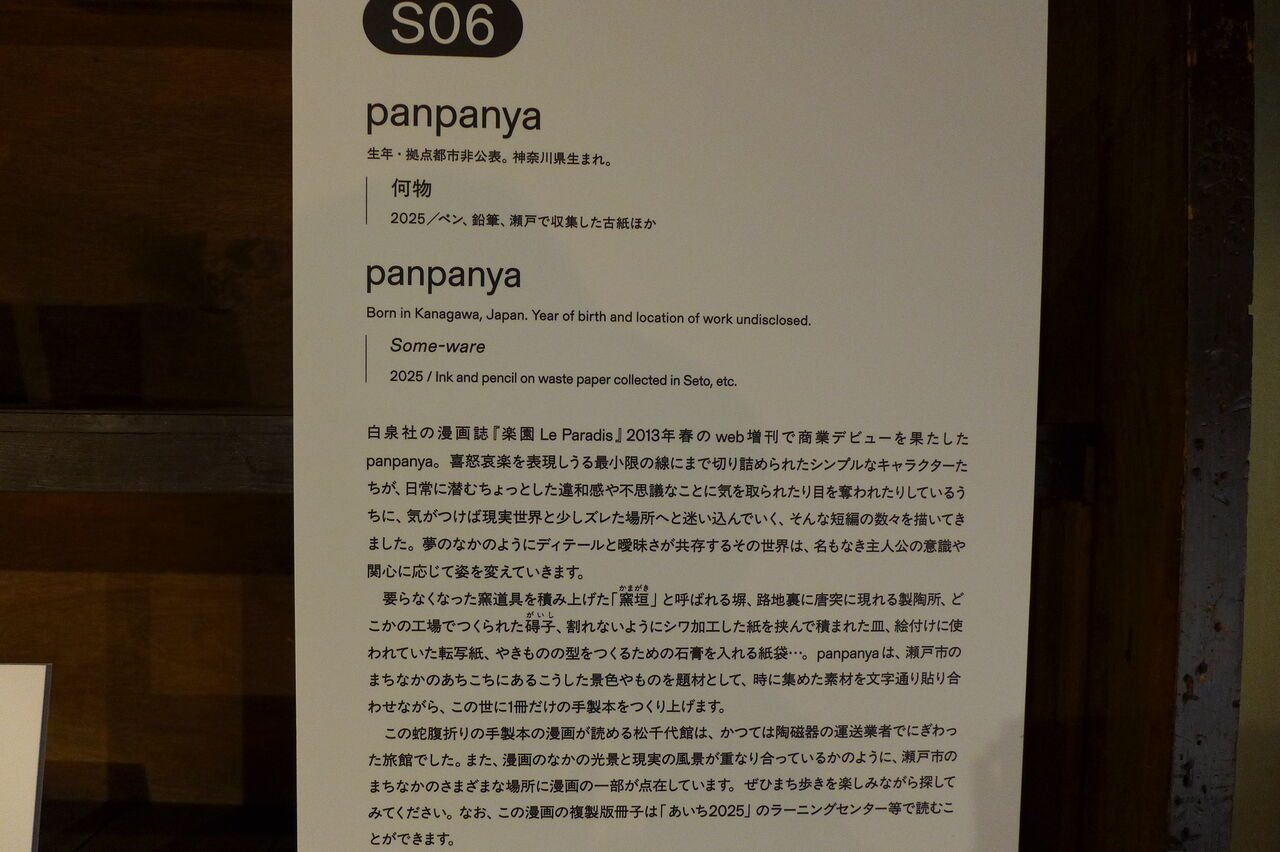 S06
panpanya
生年・拠点都市非公表。神奈川県生まれ。
何物
2025／ペン、鉛筆、瀬戸で収集した古紙ほか
panpanya
Born in Kanagawa, Japan. Year of birth and location of work undisclosed.
Some-ware
2025 / Ink and pencil on waste paper collected in Seto, etc.
白泉社の漫画誌『楽園 Le Paradis』2013年春のweb増刊で商業デビューを果たした
panpanya。喜怒哀楽を表現しうる最小限の線にまで切り詰められたシンプルなキャラクターた
ちが、日常に潜むちょっとした違和感や不思議なことに気を取られたり目を奪われたりしているう
ちに、気がつけば現実世界と少しズレた場所へと迷い込んでいく、そんな短編の数々を描いてき
ました。夢のなかのようにディテールと曖昧さが共存するその世界は、名もなき主人公の意識や
関心に応じて姿を変えていきます。
かまがき
要らなくなった窯道具を積み上げた「窯垣」と呼ばれる塀、路地裏に唐突に現れる製陶所、ど
がいし
こかの工場でつくられた碍子、割れないようにシワ加工した紙を挟んで積まれた皿、絵付けに使
われていた転写紙、やきものの型をつくるための石膏を入れる紙袋…。panpanyaは、瀬戸市の
まちなかのあちこちにあるこうした景色やものを題材として、時に集めた素材を文字通り貼り合
わせながら、この世に1冊だけの手製本をつくり上げます。
この蛇腹折りの手製本の漫画が読める松千代館は、かつては陶磁器の運送業者でにぎわっ
た旅館でした。また、漫画のなかの光景と現実の風景が重なり合っているかのように、瀬戸市の
まちなかのさまざまな場所に漫画の一部が点在しています。ぜひまち歩きを楽しみながら探して
みてください。なお、この漫画の複製版冊子は「あいち2025」のラーニングセンター等で読むこ
とができます。